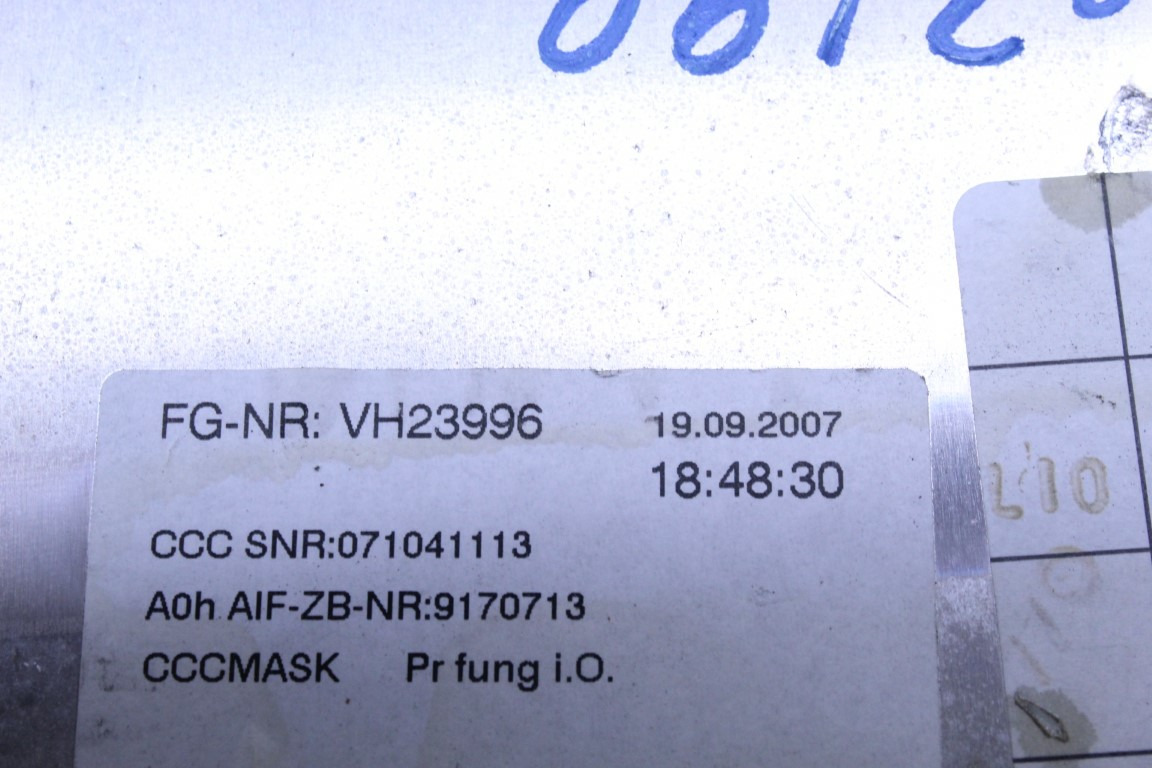 FG-NR: VH23996 19.09.2007
18:48:30
CCC SNR:071041113
A0h AIF-ZB-NR:9170713
CCCMASK Pr fung i.O.